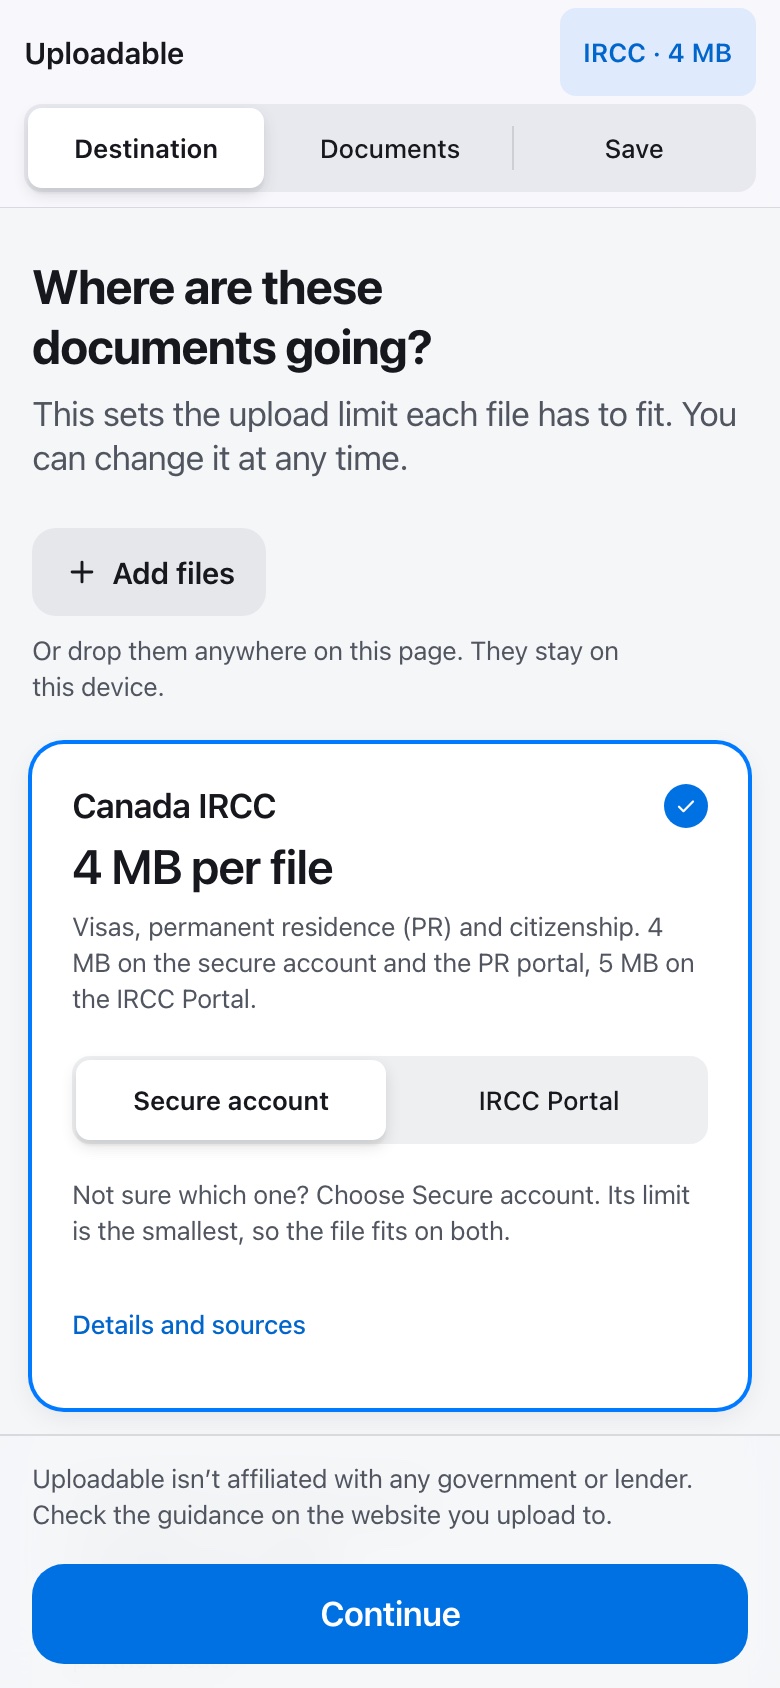 Uploadable
IRCC · 4 MB
Destination
Documents
Save
Where are these
documents going?
This sets the upload limit each file has to fit. You
can change it at any time.
+ Add files
Or drop them anywhere on this page. They stay on
this device.
Canada IRCC
4 MB per file
Visas, permanent residence (PR) and citizenship. 4
MB on the secure account and the PR portal, 5 MB on
the IRCC Portal.
Secure account
IRCC Portal
Not sure which one? Choose Secure account. Its limit
is the smallest, so the file fits on both.
Details and sources
Uploadable isn’t affiliated with any government or lender.
Check the guidance on the website you upload to.
Continue